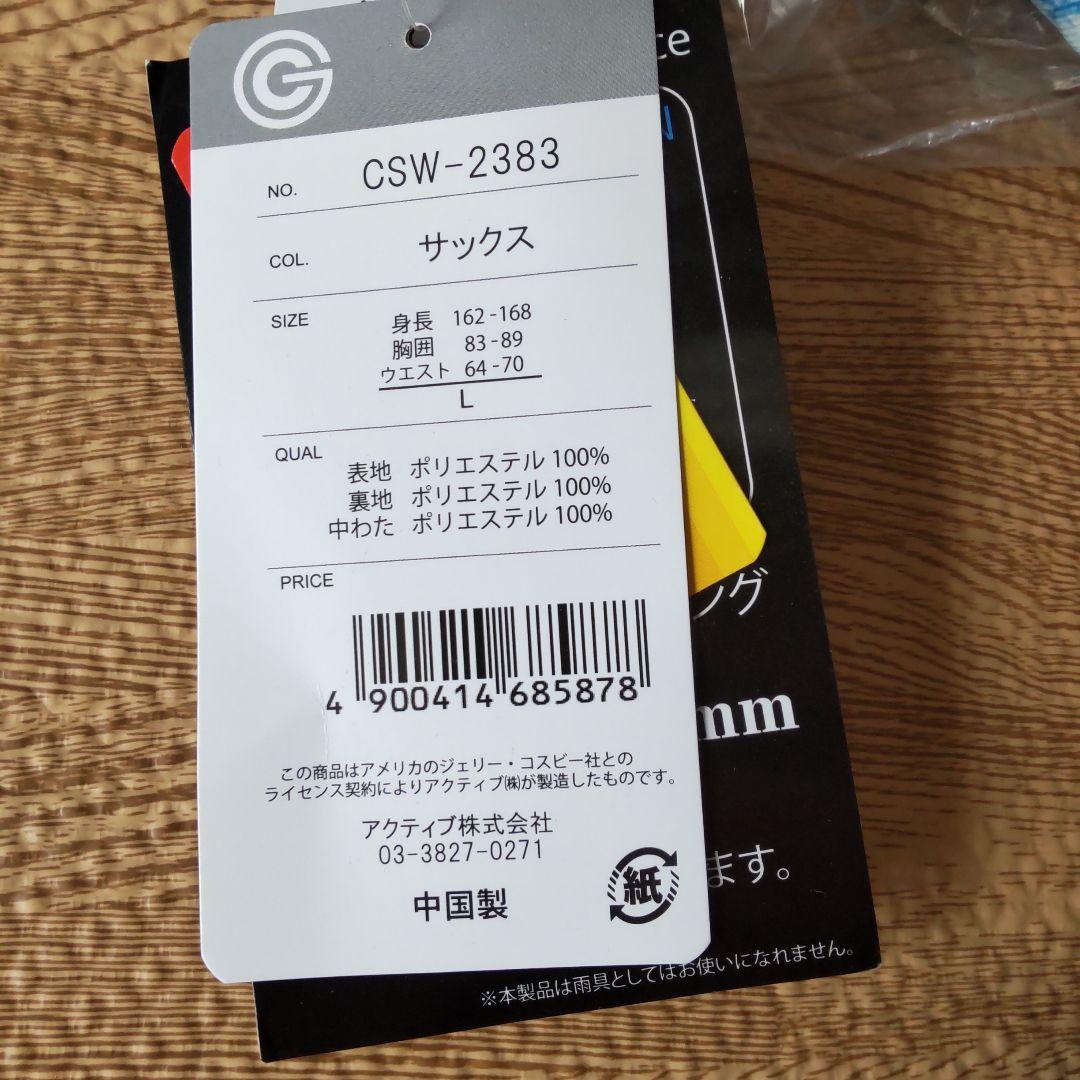 NO. CSW-2383
COL. サックス
SIZE 身長 162-168
胸囲 83-89
ウエスト 64-70
L
QUAL 表地 ポリエステル 100%
裏地 ポリエステル 100%
中わた ポリエステル 100%
PRICE
4 900414 685878
この商品はアメリカのジェリー・コスビー社との
ライセンス契約によりアクティブ㈱が製造したものです。
アクティブ株式会社
03-3827-0271
中国製
紙
ce
ング
mm
ます。
※本製品は雨具としてはお使いになれません。